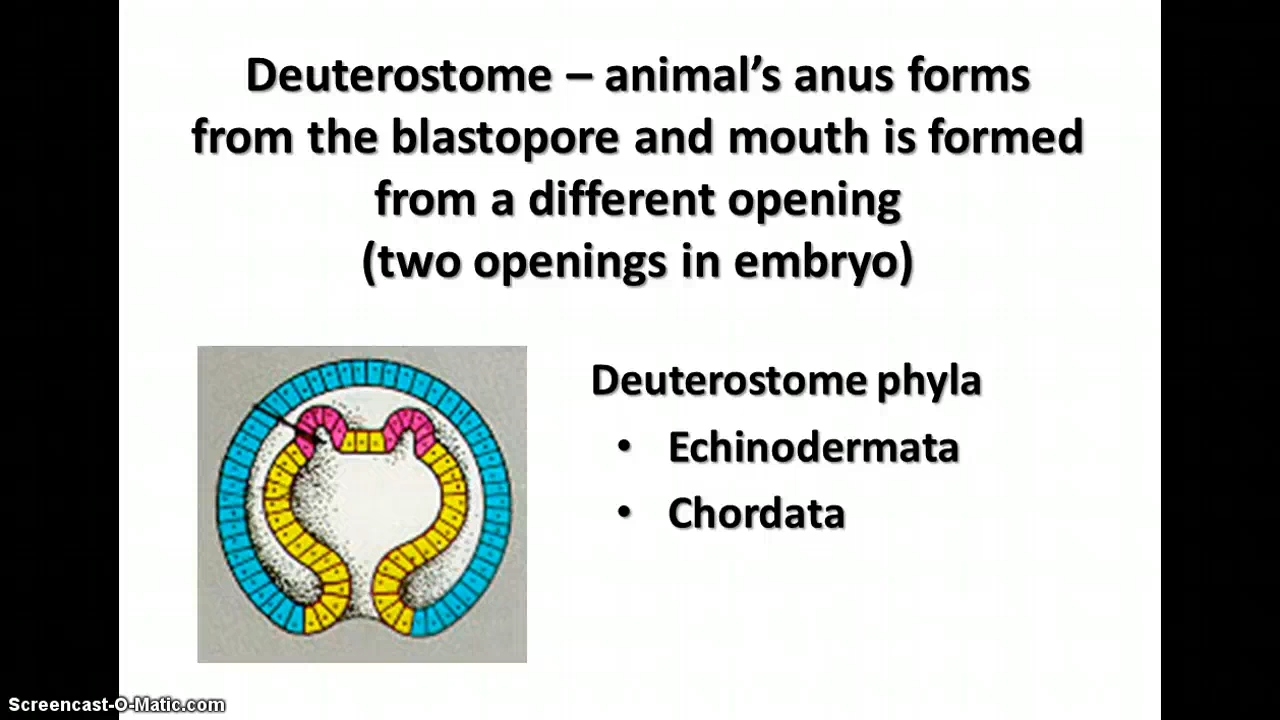 Deuterostome – animal’s anus forms
from the blastopore and mouth is formed
from a different opening
(two openings in embryo)
Deuterostome phyla
• Echinodermata
• Chordata
Screencast-O-Matic.com